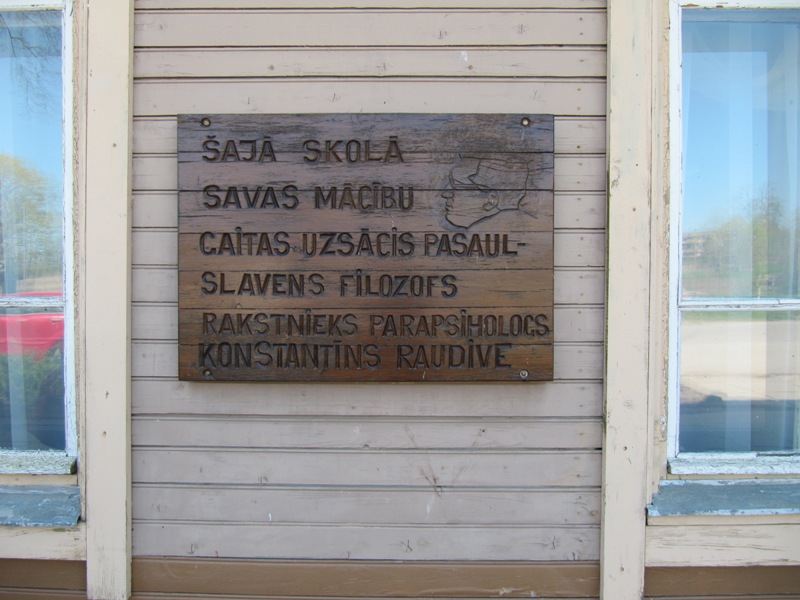 ŠAJĀ SKOLĀ
SAVAS MĀCĪBU
GAITAS UZSĀCIS PASAUL-
SLAVENS FILOZOFS
RAKSTNIEKS PARAPSIHOLOGS
KONSTANTĪNS RAUDIVE